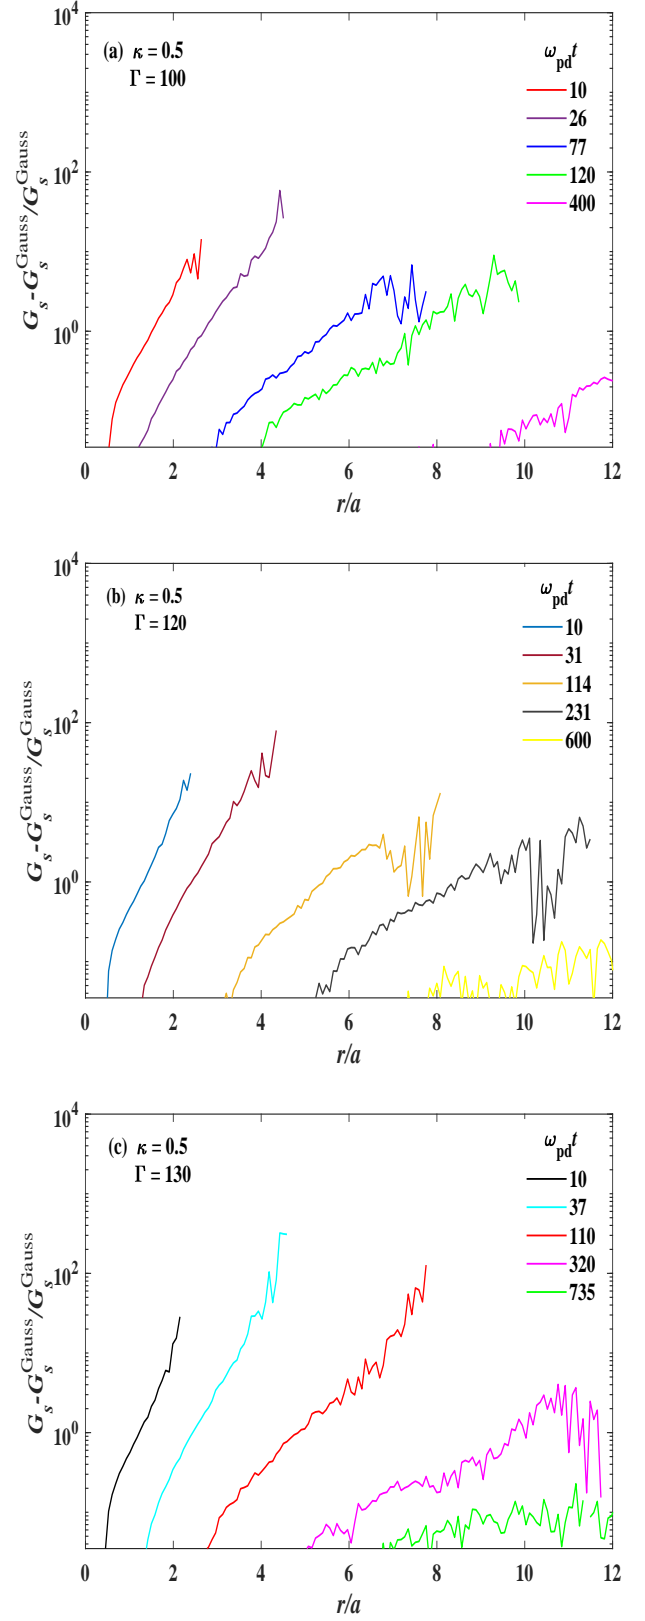 (a) κ = 0.5
Γ = 100
ω_pd t
10
26
77
120
400
10^4
10^2
10^0
G_s-G_s^Gauss/G_s^Gauss
0 2 4 6 8 10 12
r/a
(b) κ = 0.5
Γ = 120
ω_pd t
10
31
114
231
600
10^4
10^2
10^0
G_s-G_s^Gauss/G_s^Gauss
0 2 4 6 8 10 12
r/a
(c) κ = 0.5
Γ = 130
ω_pd t
10
37
110
320
735
10^4
10^2
10^0
G_s-G_s^Gauss/G_s^Gauss
0 2 4 6 8 10 12
r/a